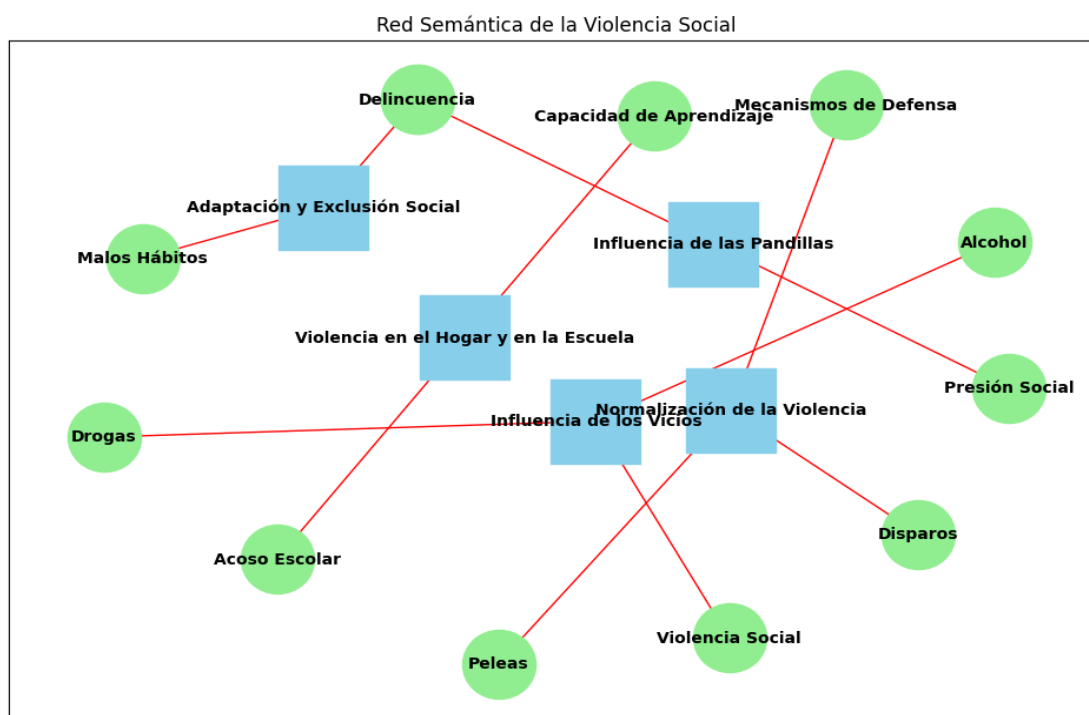 Red Semántica de la Violencia Social
Delincuencia
Capacidad de Aprendizaje
Mecanismos de Defensa
Adaptación y Exclusión Social
Influencia de las Pandillas
Alcohol
Malos Hábitos
Violencia en el Hogar y en la Escuela
Presión Social
Normalización de la Violencia
Influencia de los Vicios
Drogas
Disparos
Acoso Escolar
Violencia Social
Peleas